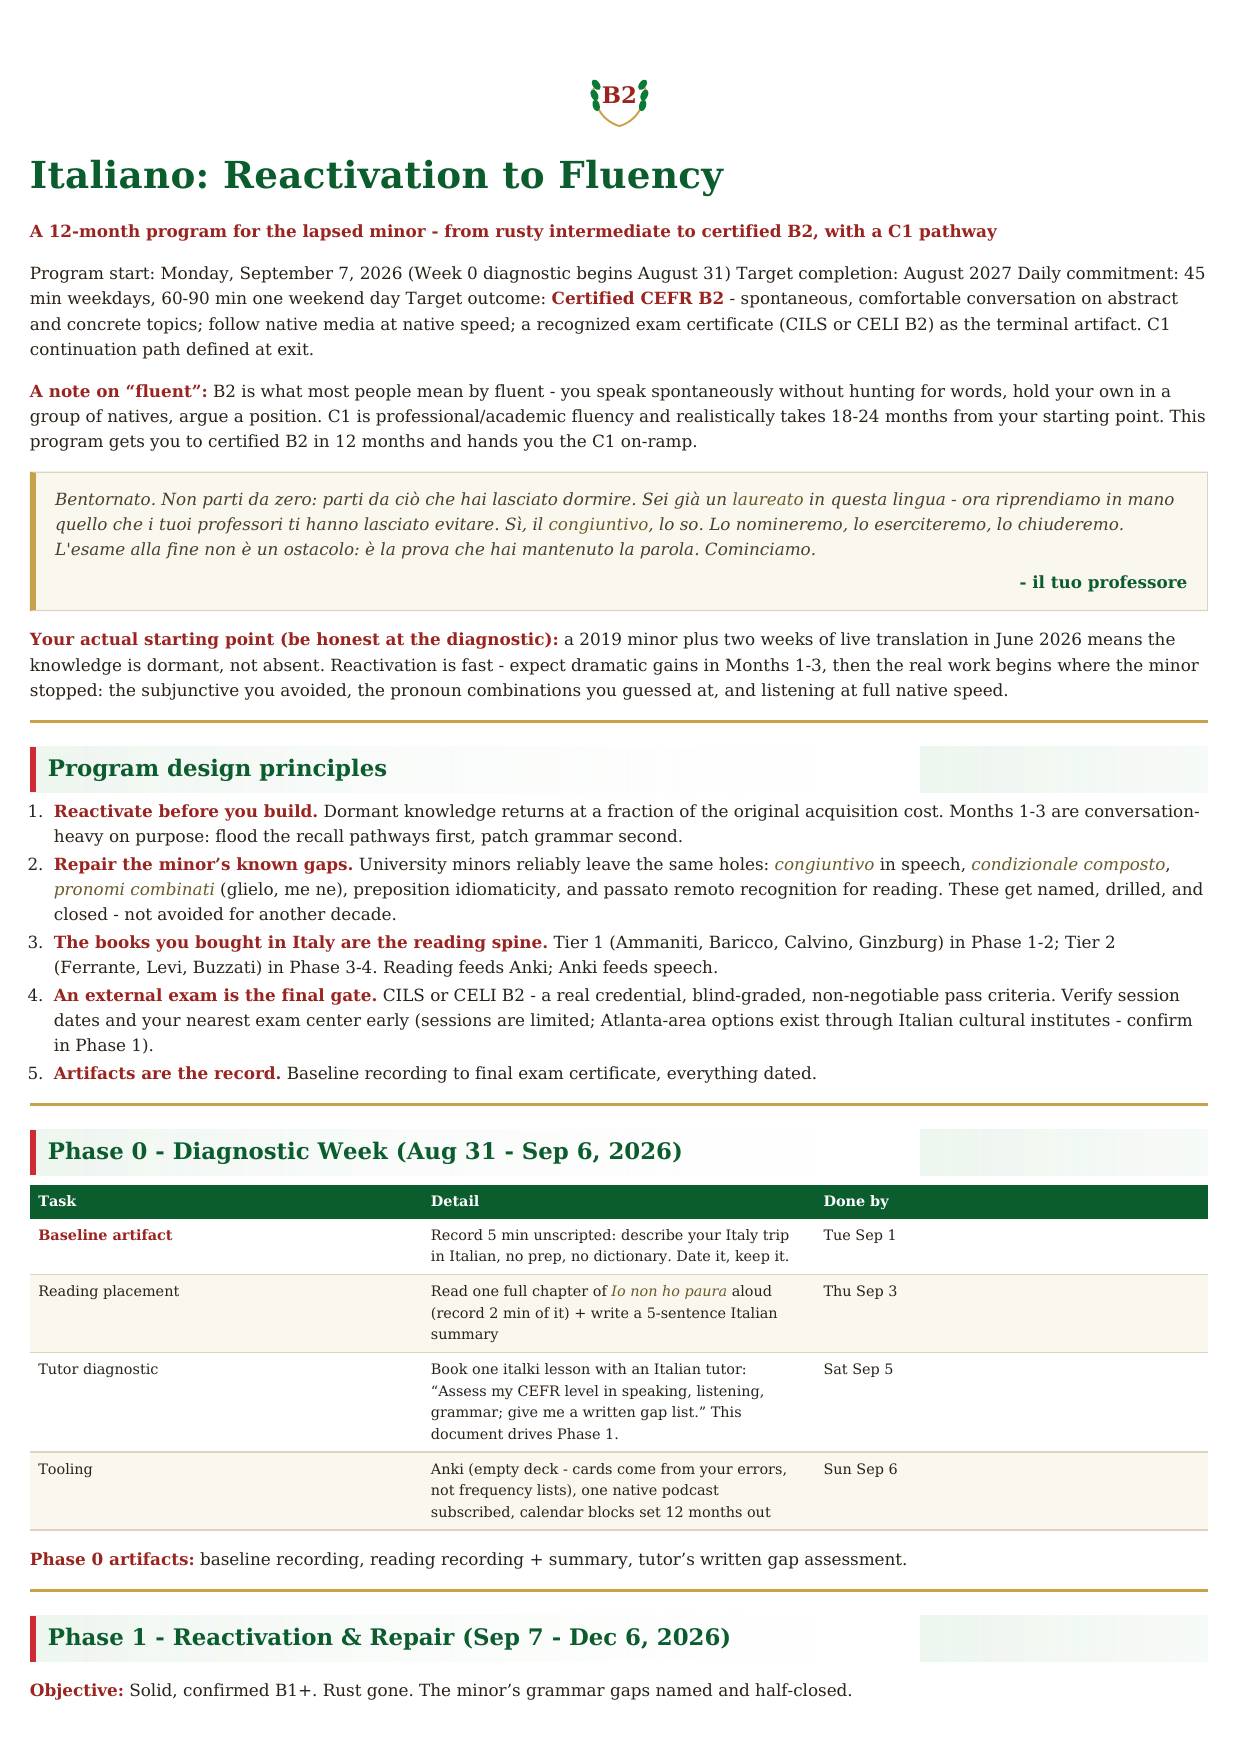 B2
Italiano: Reactivation to Fluency
A 12-month program for the lapsed minor - from rusty intermediate to certified B2, with a C1 pathway
Program start: Monday, September 7, 2026 (Week 0 diagnostic begins August 31) Target completion: August 2027 Daily commitment: 45
min weekdays, 60-90 min one weekend day Target outcome: Certified CEFR B2 - spontaneous, comfortable conversation on abstract
and concrete topics; follow native media at native speed; a recognized exam certificate (CILS or CELI B2) as the terminal artifact. C1
continuation path defined at exit.
A note on “fluent”: B2 is what most people mean by fluent - you speak spontaneously without hunting for words, hold your own in a
group of natives, argue a position. C1 is professional/academic fluency and realistically takes 18-24 months from your starting point. This
program gets you to certified B2 in 12 months and hands you the C1 on-ramp.
Bentornato. Non parti da zero: parti da ciò che hai lasciato dormire. Sei già un laureato in questa lingua - ora riprendiamo in mano
quello che i tuoi professori ti hanno lasciato evitare. Sì, il congiuntivo, lo so. Lo nomineremo, lo eserciteremo, lo chiuderemo.
L'esame alla fine non è un ostacolo: è la prova che hai mantenuto la parola. Cominciamo.
- il tuo professore
Your actual starting point (be honest at the diagnostic): a 2019 minor plus two weeks of live translation in June 2026 means the
knowledge is dormant, not absent. Reactivation is fast - expect dramatic gains in Months 1-3, then the real work begins where the minor
stopped: the subjunctive you avoided, the pronoun combinations you guessed at, and listening at full native speed.
Program design principles
1. Reactivate before you build. Dormant knowledge returns at a fraction of the original acquisition cost. Months 1-3 are conversation-
heavy on purpose: flood the recall pathways first, patch grammar second.
2. Repair the minor’s known gaps. University minors reliably leave the same holes: congiuntivo in speech, condizionale composto,
pronomi combinati (glielo, me ne), preposition idiomaticity, and passato remoto recognition for reading. These get named, drilled, and
closed - not avoided for another decade.
3. The books you bought in Italy are the reading spine. Tier 1 (Ammaniti, Baricco, Calvino, Ginzburg) in Phase 1-2; Tier 2
(Ferrante, Levi, Buzzati) in Phase 3-4. Reading feeds Anki; Anki feeds speech.
4. An external exam is the final gate. CILS or CELI B2 - a real credential, blind-graded, non-negotiable pass criteria. Verify session
dates and your nearest exam center early (sessions are limited; Atlanta-area options exist through Italian cultural institutes - confirm
in Phase 1).
5. Artifacts are the record. Baseline recording to final exam certificate, everything dated.
Phase 0 - Diagnostic Week (Aug 31 - Sep 6, 2026)
Task Detail Done by
Baseline artifact Record 5 min unscripted: describe your Italy trip Tue Sep 1
in Italian, no prep, no dictionary. Date it, keep it.
Reading placement Read one full chapter of Io non ho paura aloud Thu Sep 3
(record 2 min of it) + write a 5-sentence Italian
summary
Tutor diagnostic Book one italki lesson with an Italian tutor: Sat Sep 5
“Assess my CEFR level in speaking, listening,
grammar; give me a written gap list.” This
document drives Phase 1.
Tooling Anki (empty deck - cards come from your errors, Sun Sep 6
not frequency lists), one native podcast
subscribed, calendar blocks set 12 months out
Phase 0 artifacts: baseline recording, reading recording + summary, tutor’s written gap assessment.
Phase 1 - Reactivation & Repair (Sep 7 - Dec 6, 2026)
Objective: Solid, confirmed B1+. Rust gone. The minor’s grammar gaps named and half-closed.